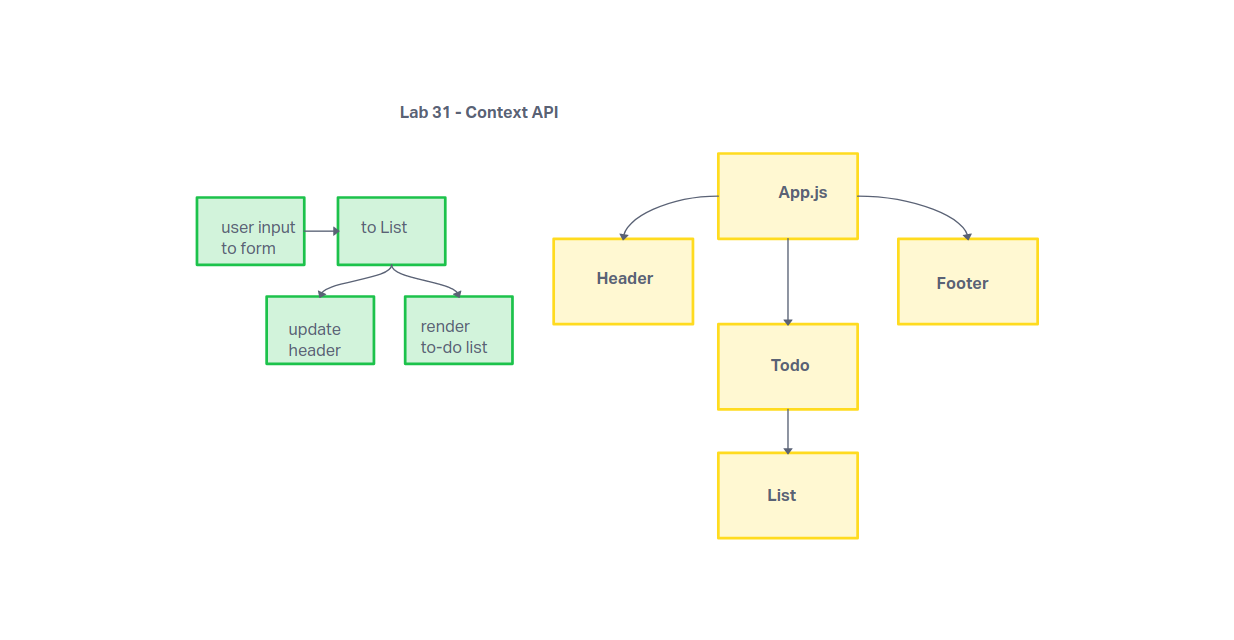 Lab 31 - Context API
user input
to form
to List
update
header
render
to-do list
App.js
Header
Footer
Todo
List